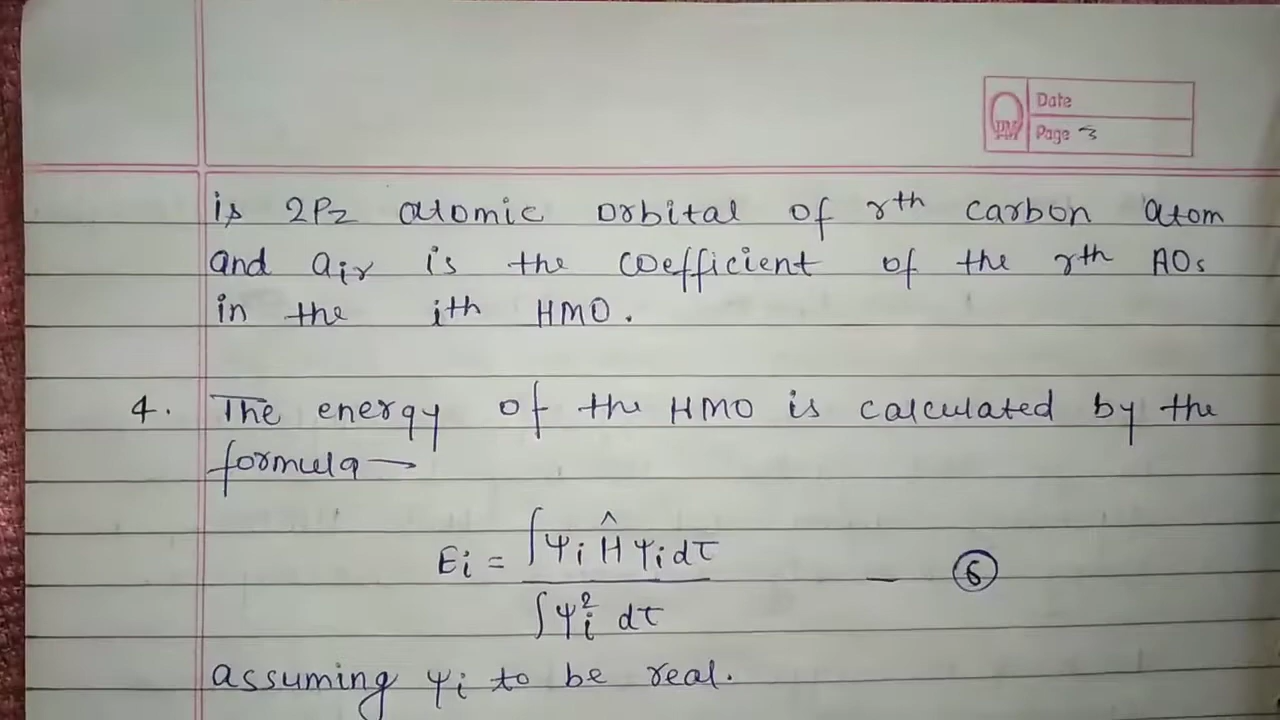 Date
PM
Page 3
is 2Pz atomic orbital of rth carbon atom
and air is the coefficient of the rth AOs
in the ith HMO.
4. The energy of the HMO is calculated by the
formula →
Ei = ∫ψi Ĥ ψi dτ / ∫ψi² dτ — ⑥
assuming ψi to be real.